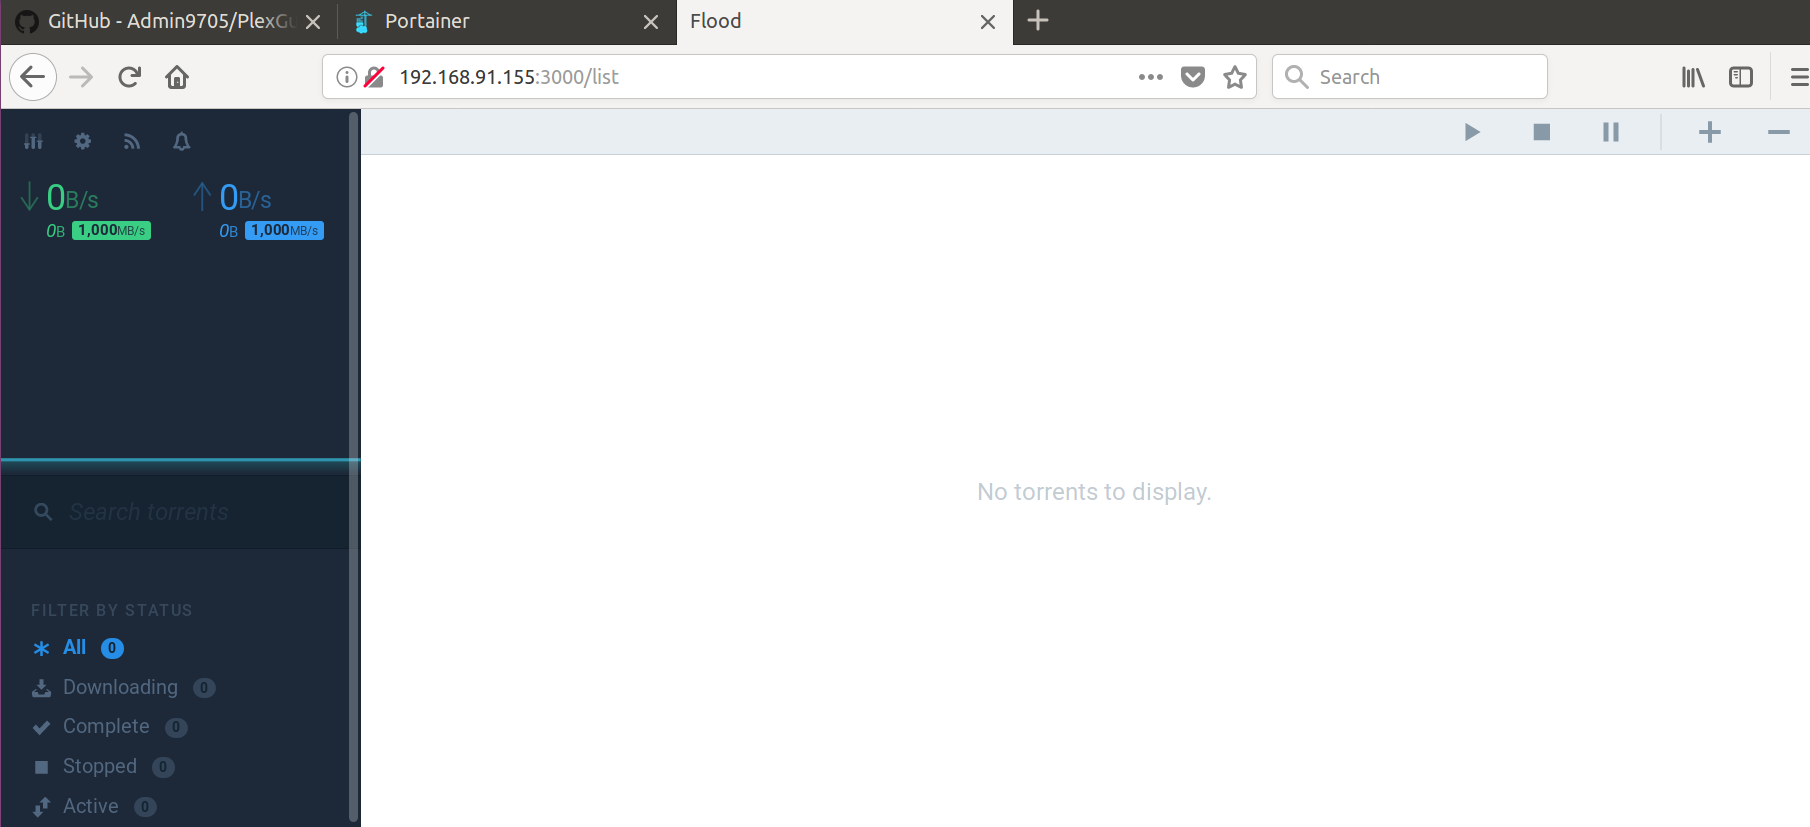 GitHub - Admin9705/PlexGu
Portainer
Flood
192.168.91.155:3000/list
Search
0B/s
0B 1,000MB/s
0B/s
0B 1,000MB/s
Search torrents
No torrents to display.
FILTER BY STATUS
All 0
Downloading 0
Complete 0
Stopped 0
Active 0